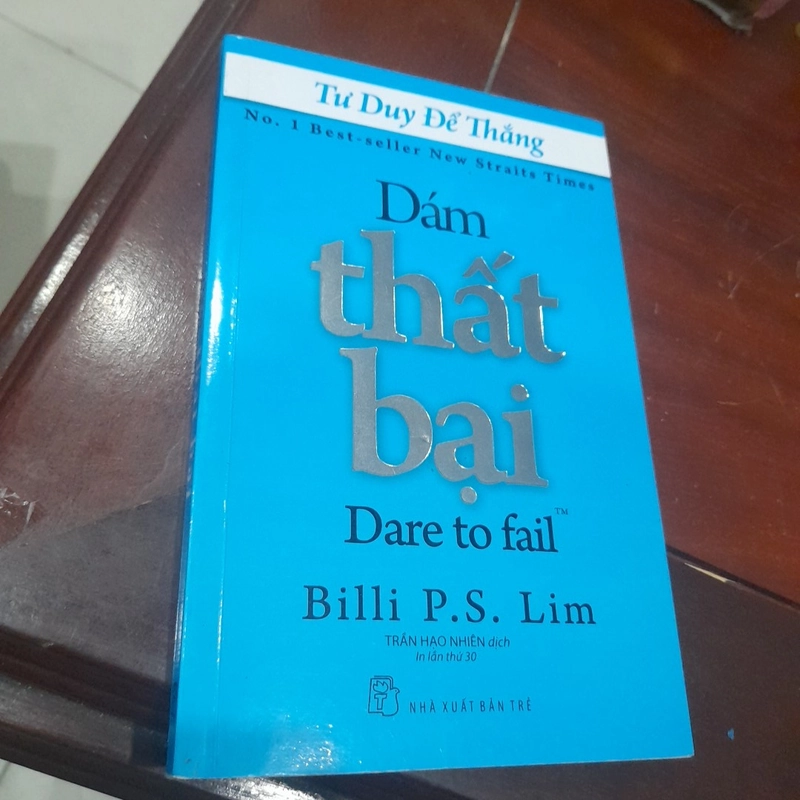 Tư Duy Để Thắng
No. 1 Best-seller New Straits Times
Dám
thất
bại
Dare to fail™
Billi P.S. Lim
TRẦN HẠO NHIÊN dịch
In lần thứ 30
NHÀ XUẤT BẢN TRẺ